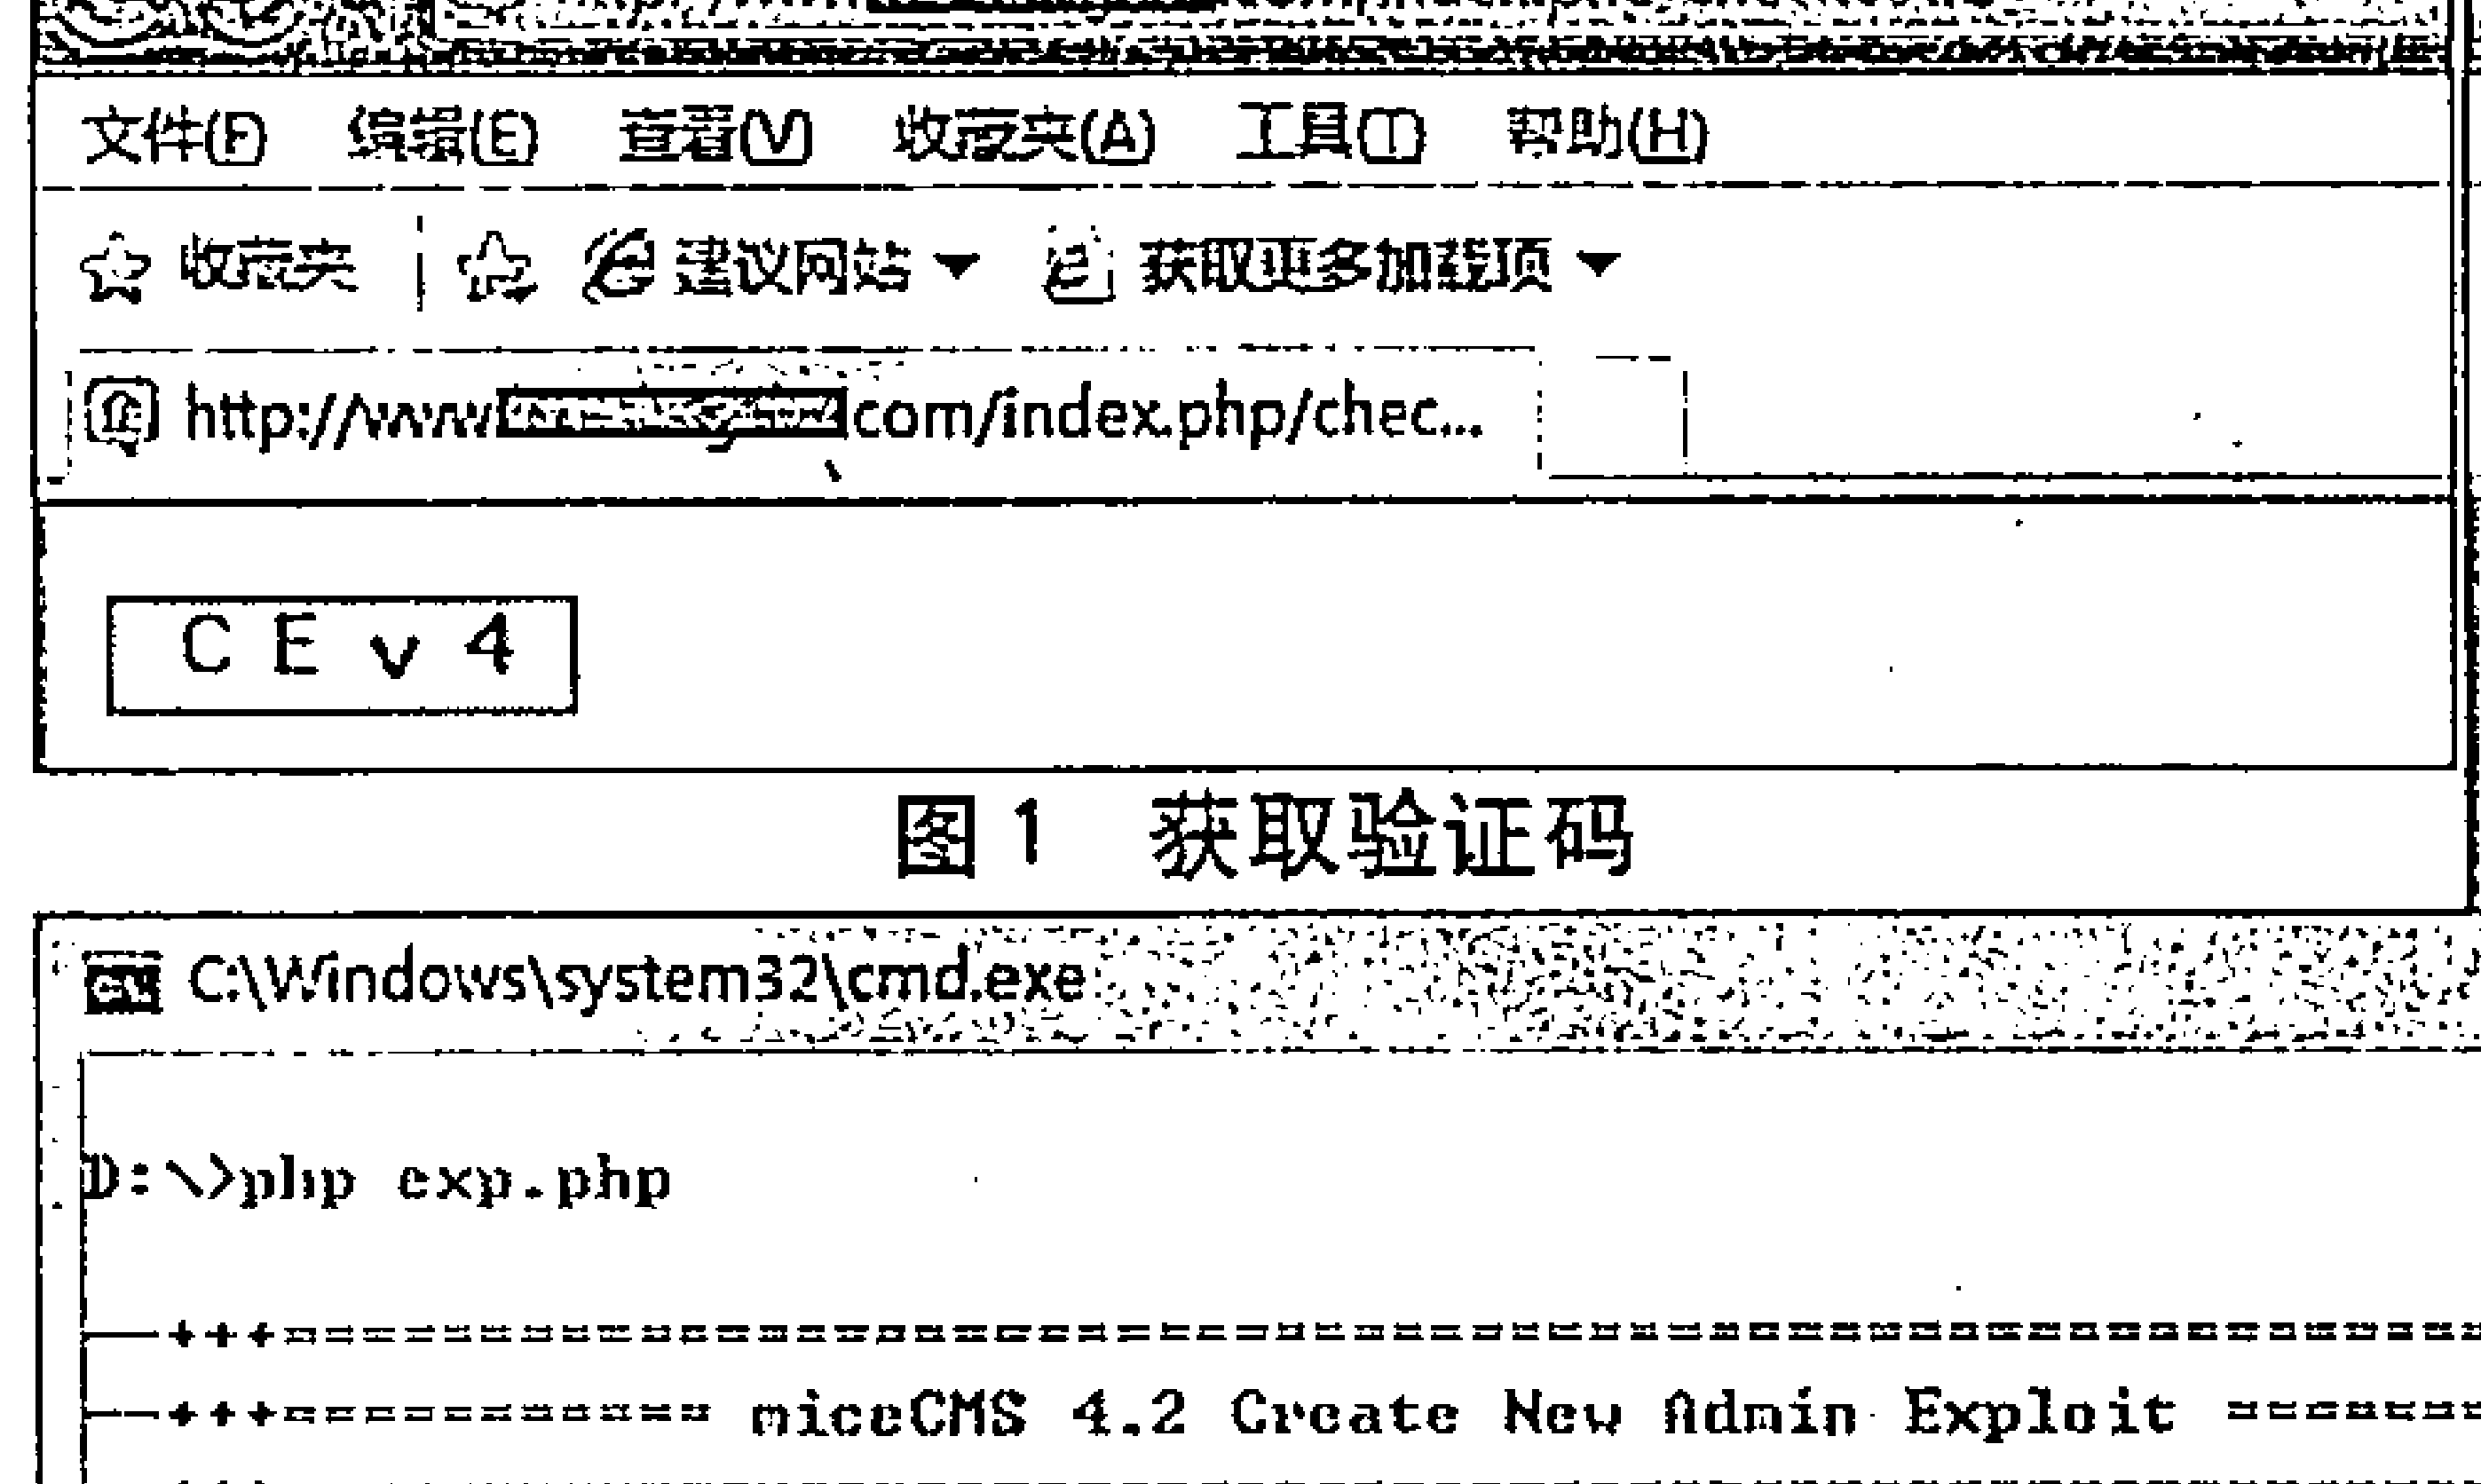 文件(F) 编辑(E) 查看(V) 收藏夹(A) 工具(T) 帮助(H)
收藏夹 建议网站 获取更多加载项
http://www com/index.php/chec...
C E v 4
图 1 获取验证码
C:\Windows\system32\cmd.exe
D:\>php exp.php
--+++==========================================================
--+++=========== miceCMS 4.2 Create New Admin Exploit =======